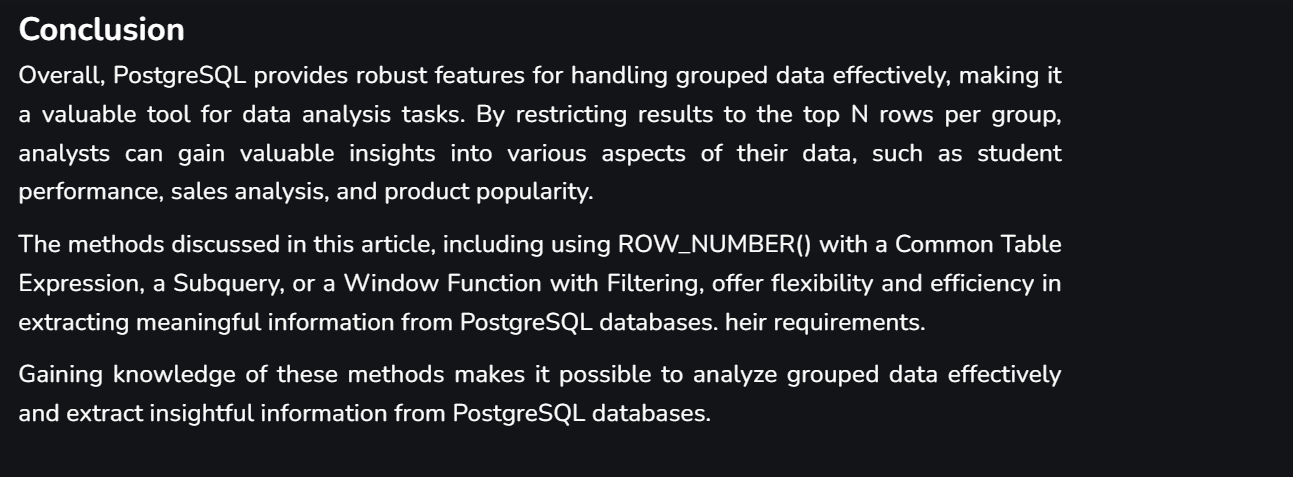 Conclusion
Overall, PostgreSQL provides robust features for handling grouped data effectively, making it
a valuable tool for data analysis tasks. By restricting results to the top N rows per group,
analysts can gain valuable insights into various aspects of their data, such as student
performance, sales analysis, and product popularity.
The methods discussed in this article, including using ROW_NUMBER() with a Common Table
Expression, a Subquery, or a Window Function with Filtering, offer flexibility and efficiency in
extracting meaningful information from PostgreSQL databases. heir requirements.
Gaining knowledge of these methods makes it possible to analyze grouped data effectively
and extract insightful information from PostgreSQL databases.